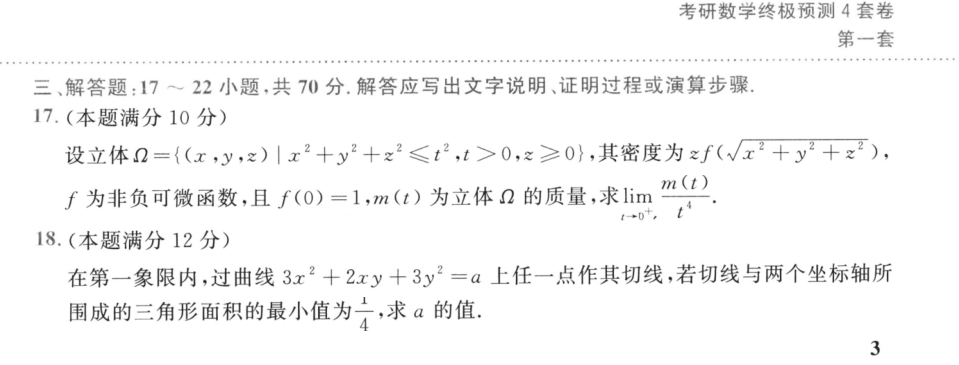 考研数学终极预测 4 套卷
第一套
三、解答题:17 ～ 22 小题,共 70 分.解答应写出文字说明、证明过程或演算步骤.
17.(本题满分 10 分)
设立体Ω={(x,y,z)|x²+y²+z²≤t²,t>0,z≥0},其密度为zf(√(x²+y²+z²)),
f 为非负可微函数,且 f(0)=1,m(t) 为立体 Ω 的质量,求lim_{t→0⁺} m(t)/t⁴.
18.(本题满分 12 分)
在第一象限内,过曲线 3x²+2xy+3y²=a 上任一点作其切线,若切线与两个坐标轴所
围成的三角形面积的最小值为1/4,求 a 的值.
3